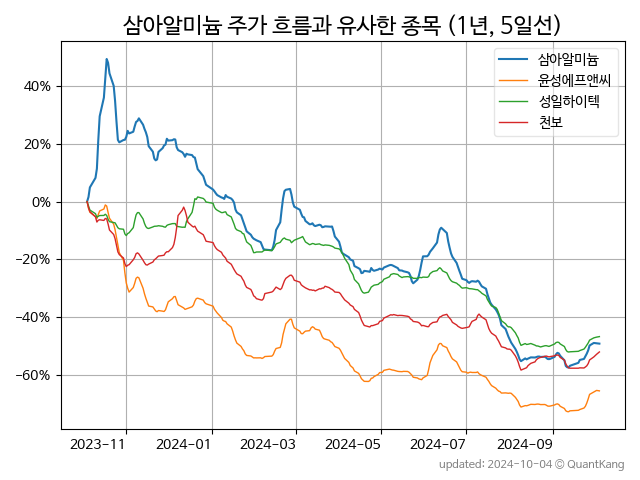 삼아알미늄 주가 흐름과 유사한 종목 (1년, 5일선)
삼아알미늄
윤성에프앤씨
성일하이텍
천보
40%
20%
0%
−20%
−40%
−60%
2023−11
2024−01
2024−03
2024−05
2024−07
2024−09
updated: 2024-10-04 © QuantKang